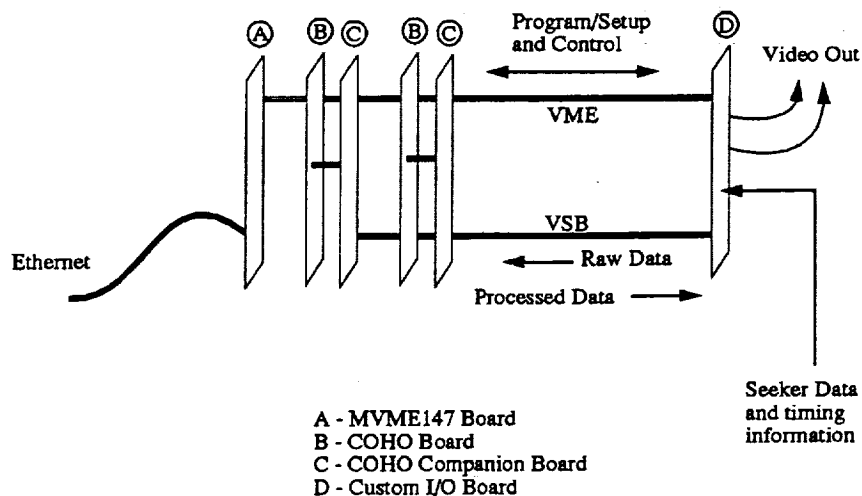 A B C B C Program/Setup
and Control D
Video Out
VME
VSB
Ethernet
Raw Data
Processed Data
Seeker Data
and timing
information
A - MVME147 Board
B - COHO Board
C - COHO Companion Board
D - Custom I/O Board